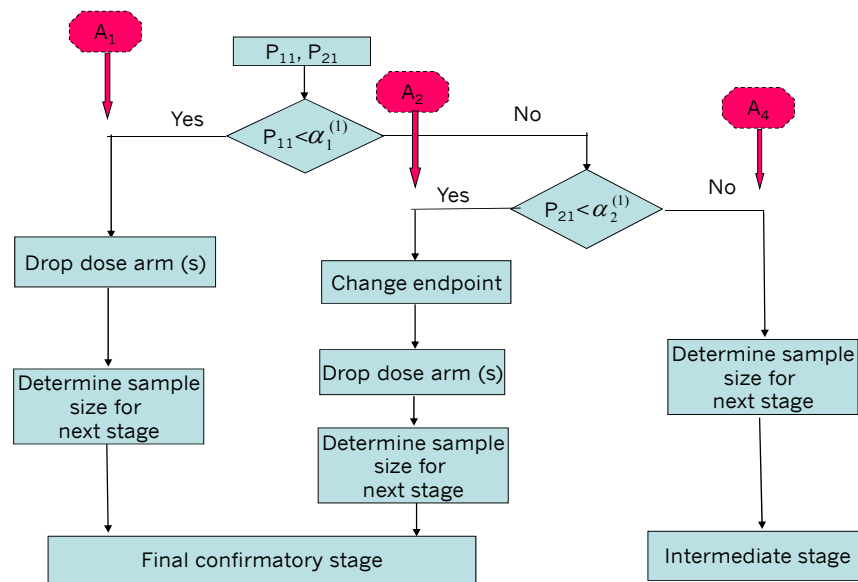 A₁
P₁₁, P₂₁
A₂
A₄
Yes
P₁₁<α₁⁽¹⁾
No
Yes
P₂₁<α₂⁽¹⁾
No
Drop dose arm (s)
Change endpoint
Determine sample
size for
next stage
Drop dose arm (s)
Determine sample
size for
next stage
Determine sample
size for
next stage
Final confirmatory stage
Intermediate stage